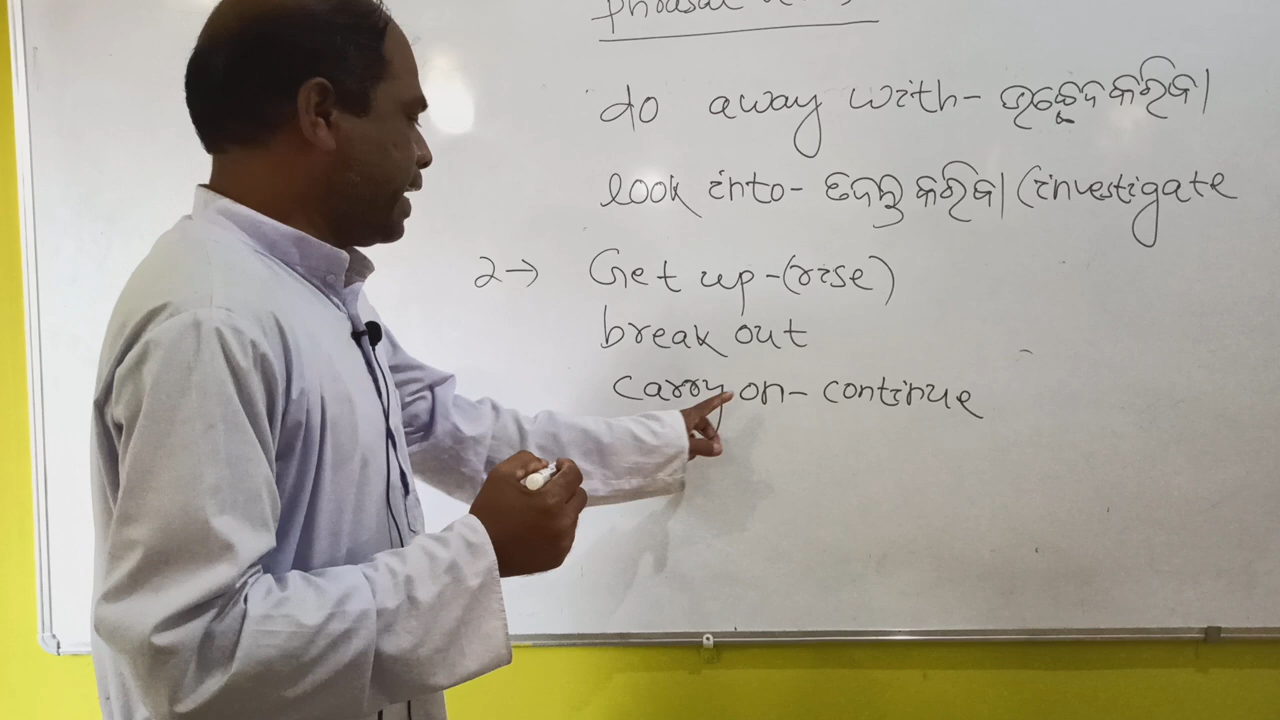 phrasal
do away with- ଉଚ୍ଛେଦ କରିବା
look into- ତଦନ୍ତ କରିବା (investigate
2→ Get up-(rise)
break out
carry on- continue